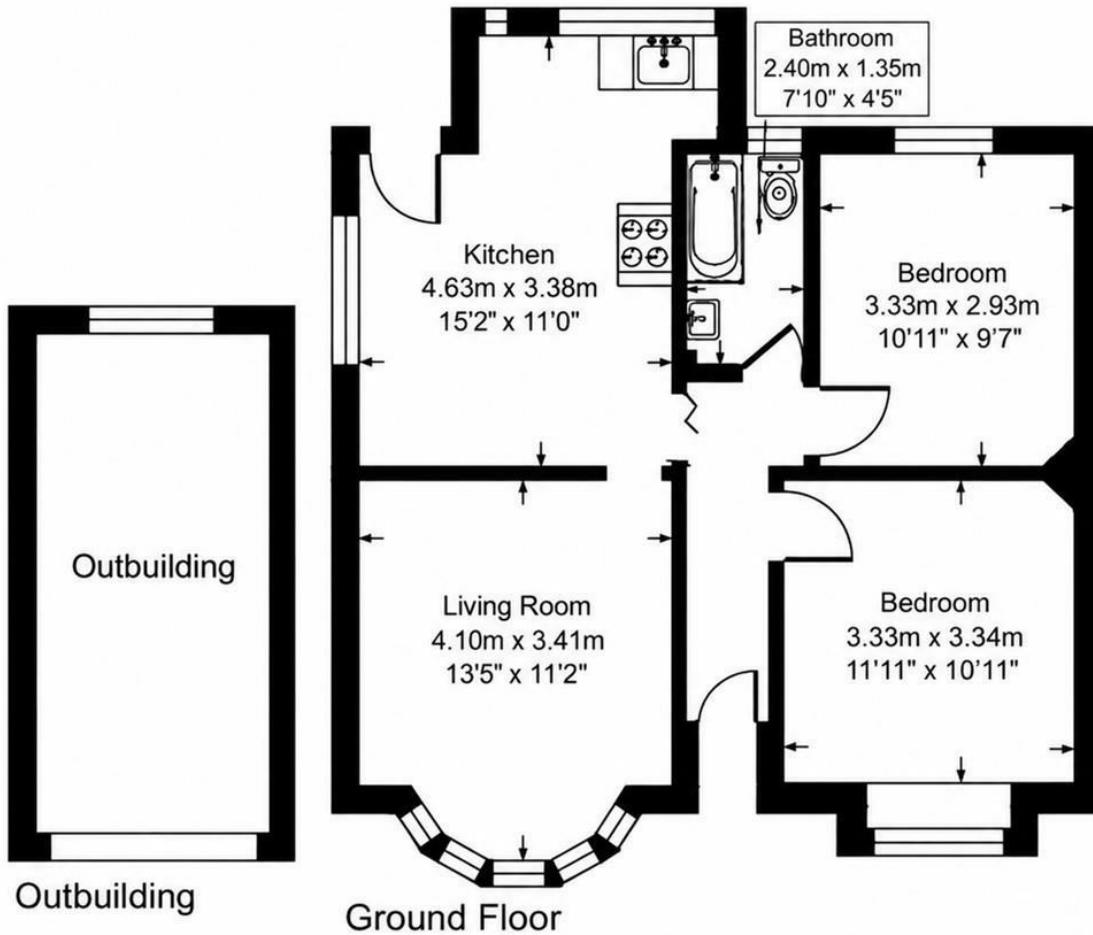 Bathroom
2.40m x 1.35m
7'10" x 4'5"
Kitchen
4.63m x 3.38m
15'2" x 11'0"
Bedroom
3.33m x 2.93m
10'11" x 9'7"
Outbuilding
Living Room
4.10m x 3.41m
13'5" x 11'2"
Bedroom
3.33m x 3.34m
11'11" x 10'11"
Outbuilding
Ground Floor